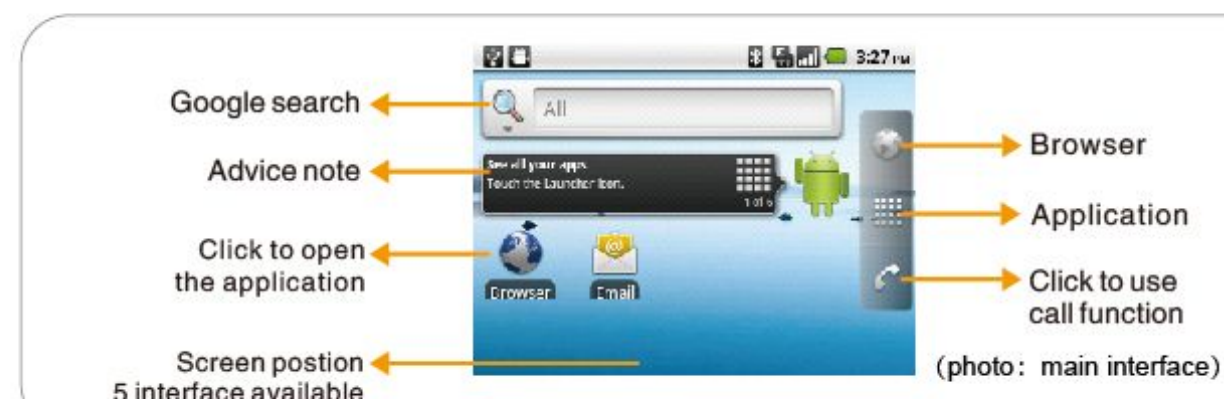 3:27 PM
Google search
All
Advice note
See all your apps.
Touch the Launcher icon.
1 of 6
Browser
Application
Click to open
the application
Browser
Email
Click to use
call function
Screen postion
5 interface available
(photo: main interface)